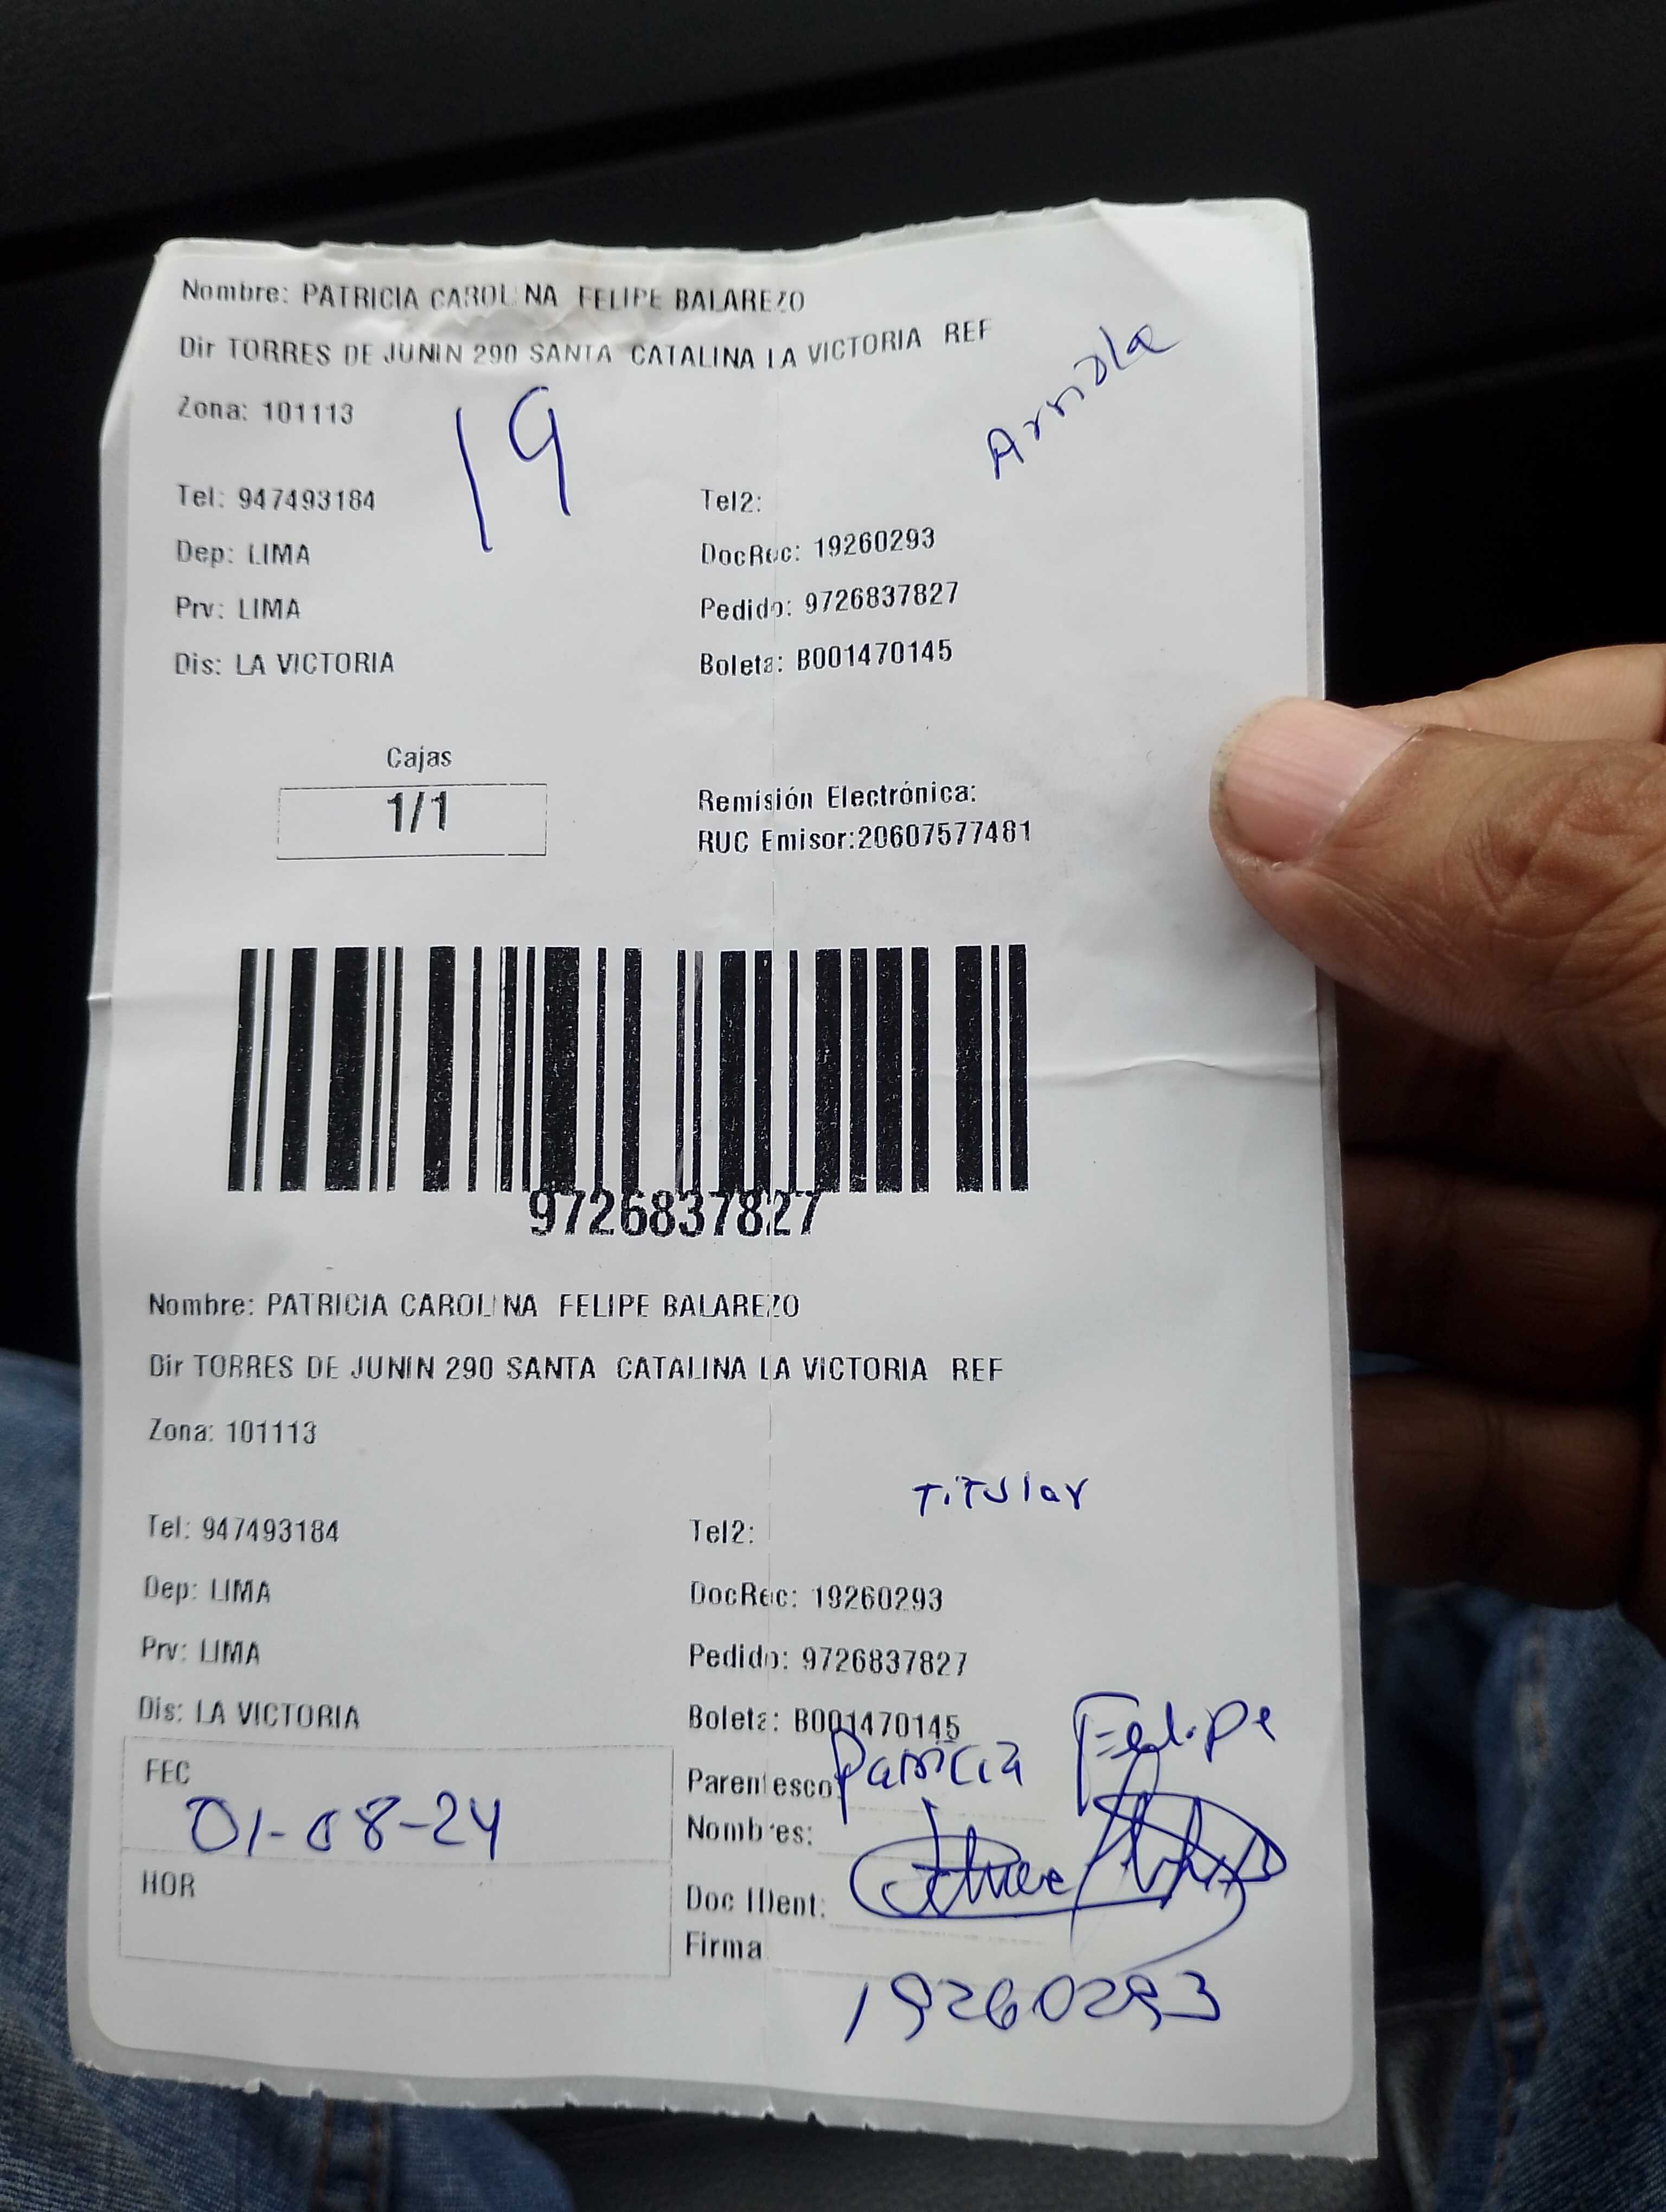 Nombre: PATRICIA CAROLINA FELIPE BALAREZO
Dir TORRES DE JUNIN 290 SANTA CATALINA LA VICTORIA REF
Zona: 101113
19
Tel: 947493184
Tel2:
Dep: LIMA
DocRec: 19260293
Prv: LIMA
Pedido: 9726837827
Dis: LA VICTORIA
Boleta: B001470145
Cajas
1/1
Remisión Electrónica:
RUC Emisor:20607577481
9726837827
Nombre: PATRICIA CAROLINA FELIPE BALAREZO
Dir TORRES DE JUNIN 290 SANTA CATALINA LA VICTORIA REF
Zona: 101113
Titular
Tel: 947493184
Tel2:
Dep: LIMA
DocRec: 19260293
Prv: LIMA
Pedido: 9726837827
Dis: LA VICTORIA
Boleta: B001470145
FEC
01-08-24
HOR
Parentesco: Patricia Felipe
Nombres:
Doc IDent:
Firma
19260293